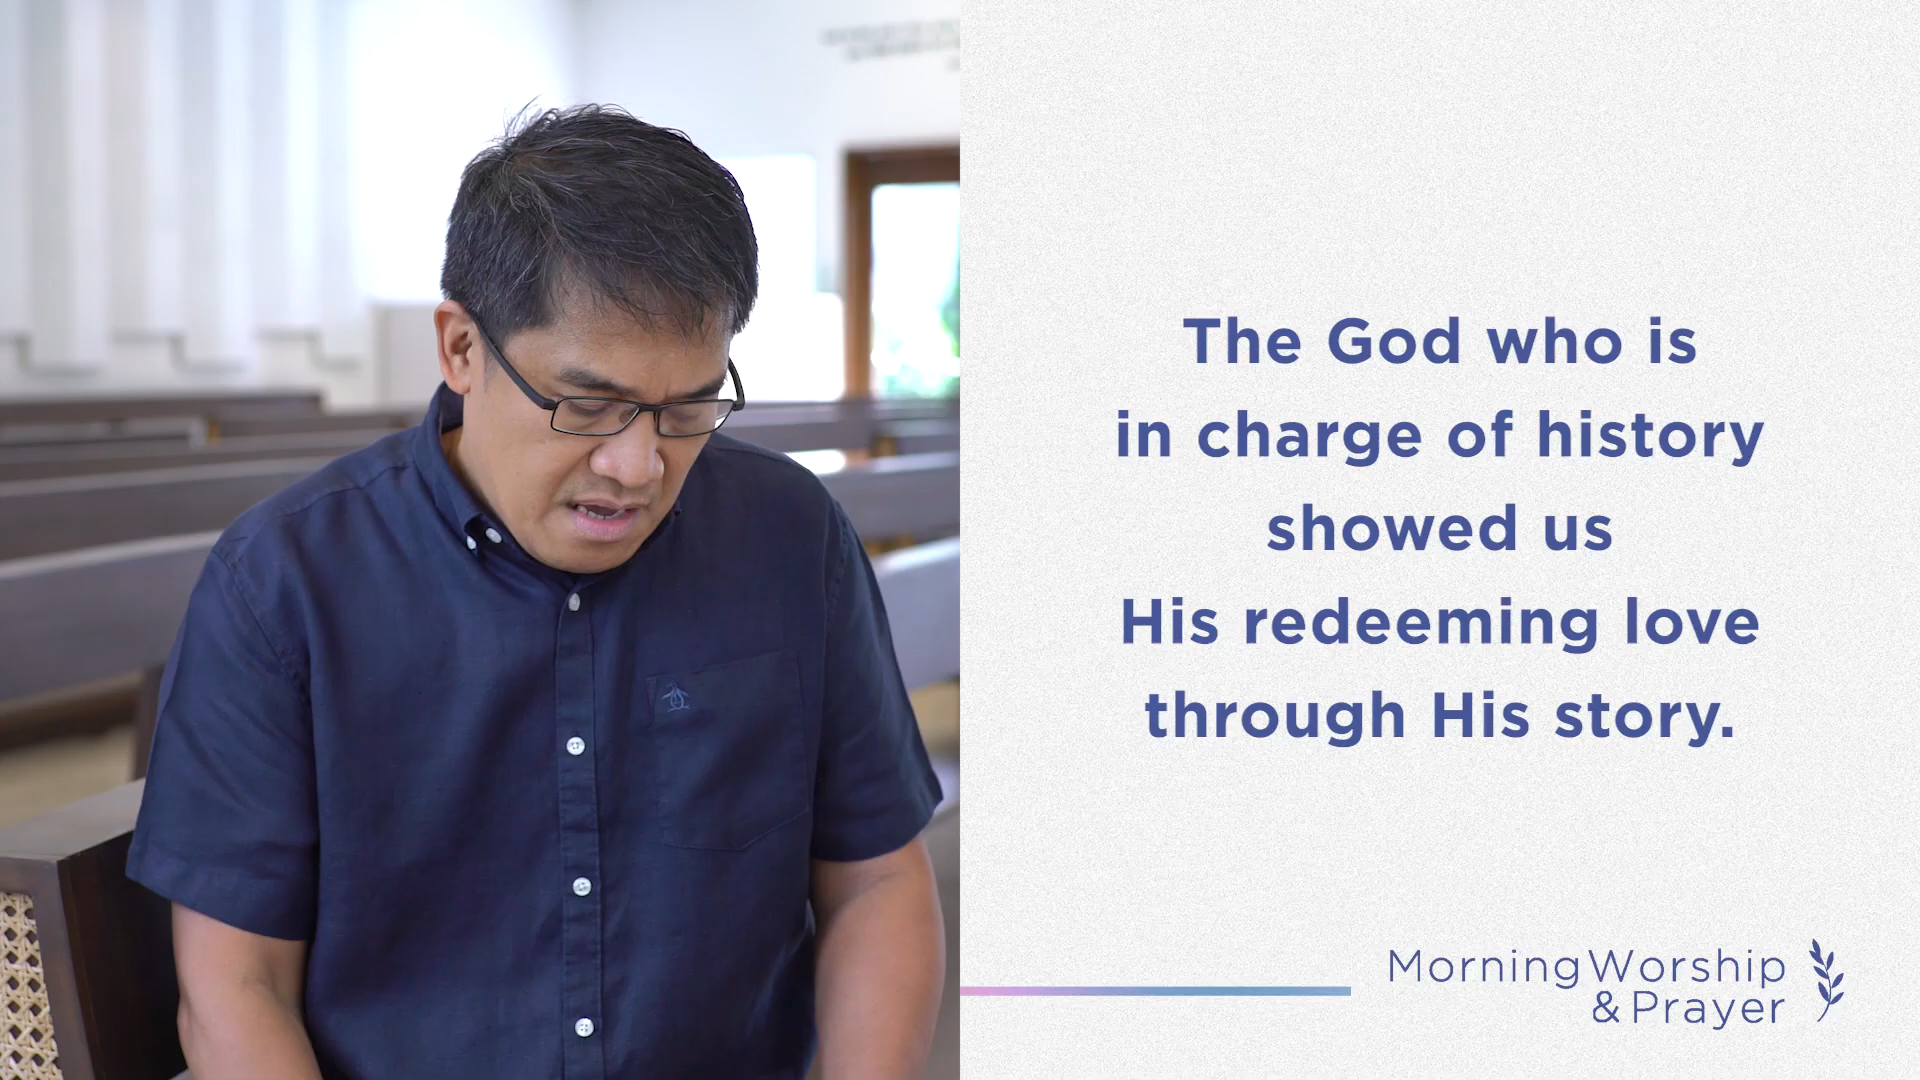 The God who is
in charge of history
showed us
His redeeming love
through His story.
Morning Worship
& Prayer